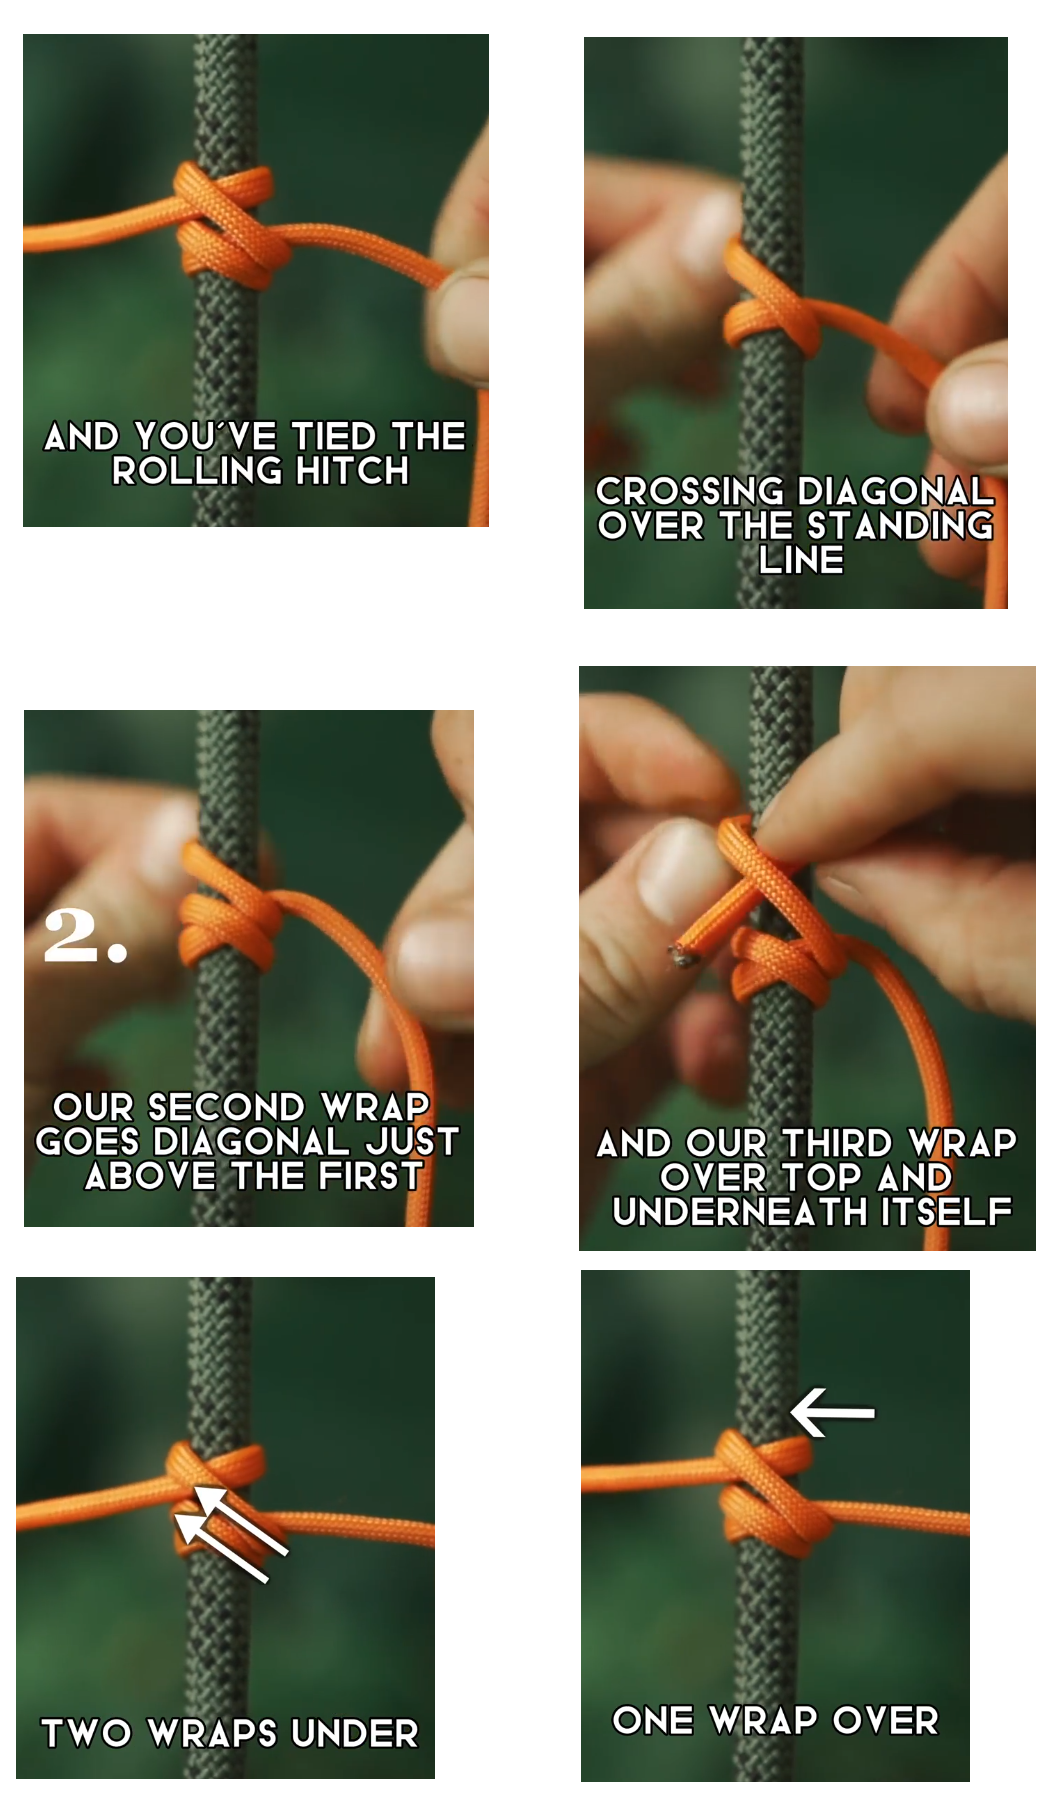 AND YOU'VE TIED THE
ROLLING HITCH
CROSSING DIAGONAL
OVER THE STANDING
LINE
2.
OUR SECOND WRAP
GOES DIAGONAL JUST
ABOVE THE FIRST
AND OUR THIRD WRAP
OVER TOP AND
UNDERNEATH ITSELF
TWO WRAPS UNDER
ONE WRAP OVER